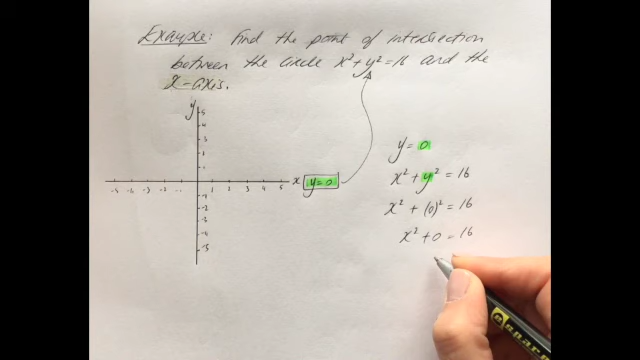 Example: Find the point of intersection
between the circle x² + y² = 16 and the
x-axis.
y
5
4
3
2
1
-5 -4 -3 -2 -1 1 2 3 4 5 x y = 0
-1
-2
-3
-4
-5
y = 0
x² + y² = 16
x² + (0)² = 16
x² + 0 = 16